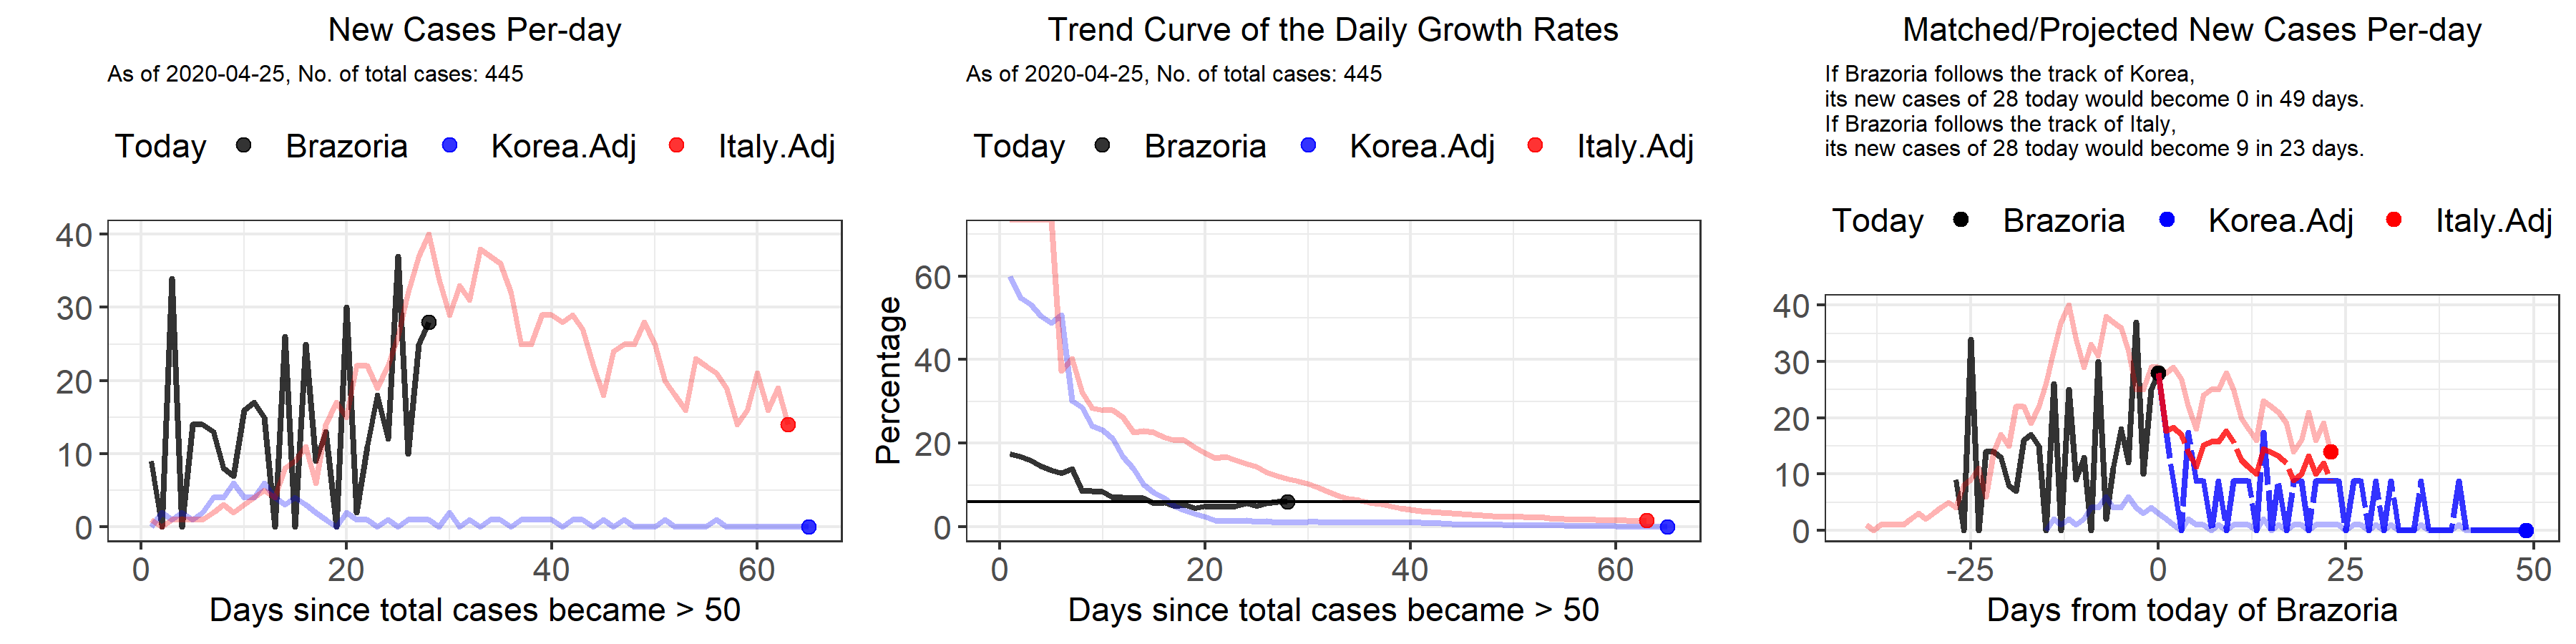 New Cases Per-day
As of 2020-04-25, No. of total cases: 445
Today Brazoria Korea.Adj Italy.Adj
40
30
20
10
0
0 20 40 60
Days since total cases became > 50
Trend Curve of the Daily Growth Rates
As of 2020-04-25, No. of total cases: 445
Today Brazoria Korea.Adj Italy.Adj
Percentage
60
40
20
0
0 20 40 60
Days since total cases became > 50
Matched/Projected New Cases Per-day
If Brazoria follows the track of Korea,
its new cases of 28 today would become 0 in 49 days.
If Brazoria follows the track of Italy,
its new cases of 28 today would become 9 in 23 days.
Today Brazoria Korea.Adj Italy.Adj
40
30
20
10
0
-25 0 25 50
Days from today of Brazoria